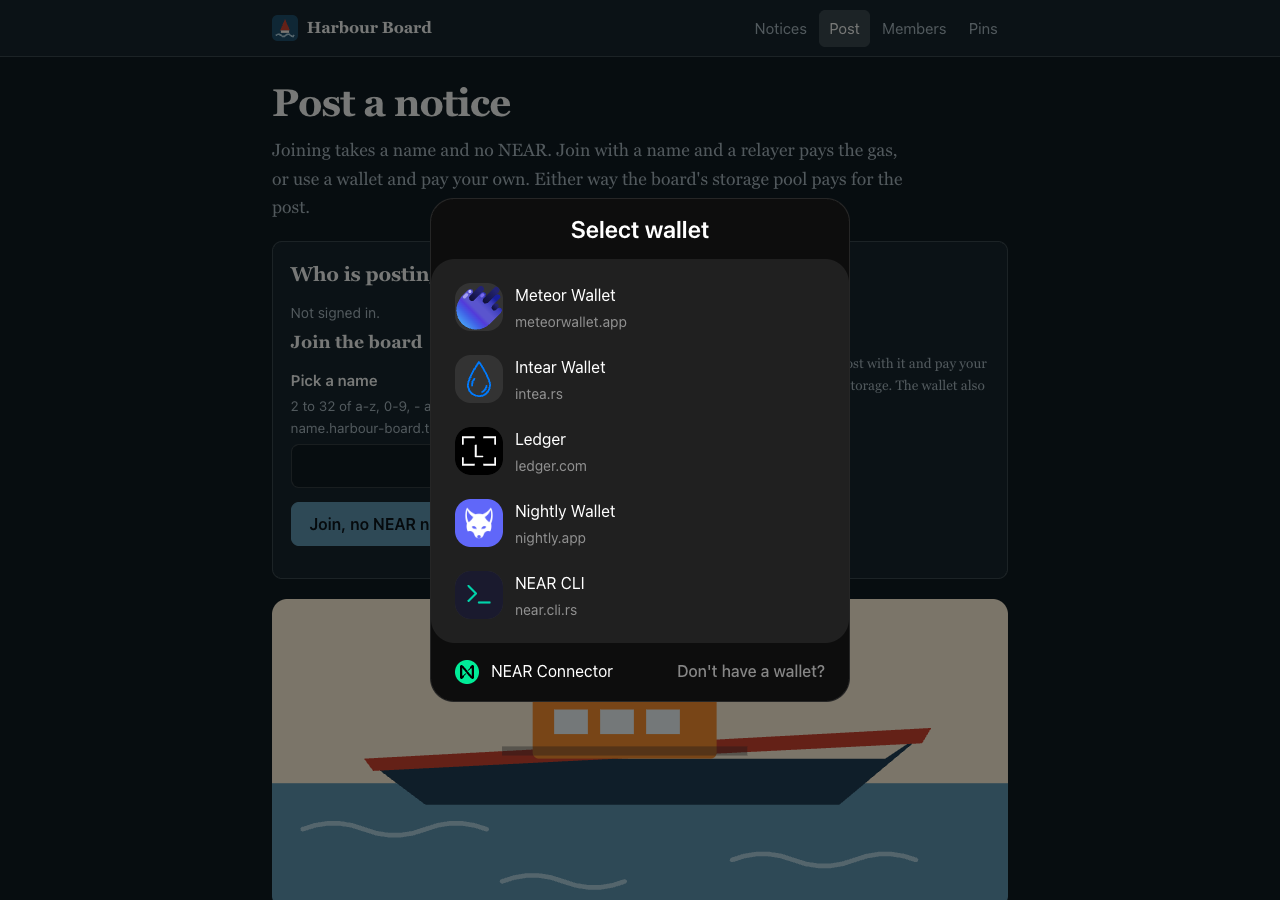 Harbour Board
Notices
Post
Members
Pins
Post a notice
Joining takes a name and no NEAR. Join with a name and a relayer pays the gas,
or use a wallet and pay your own. Either way the board's storage pool pays for the
post.
Who is postin
Not signed in.
Join the board
Pick a name
2 to 32 of a-z, 0-9, - a
name.harbour-board.t
Join, no NEAR n
ost with it and pay your
torage. The wallet also
Select wallet
Meteor Wallet
meteorwallet.app
Intear Wallet
intea.rs
Ledger
ledger.com
Nightly Wallet
nightly.app
NEAR CLI
near.cli.rs
NEAR Connector
Don't have a wallet?